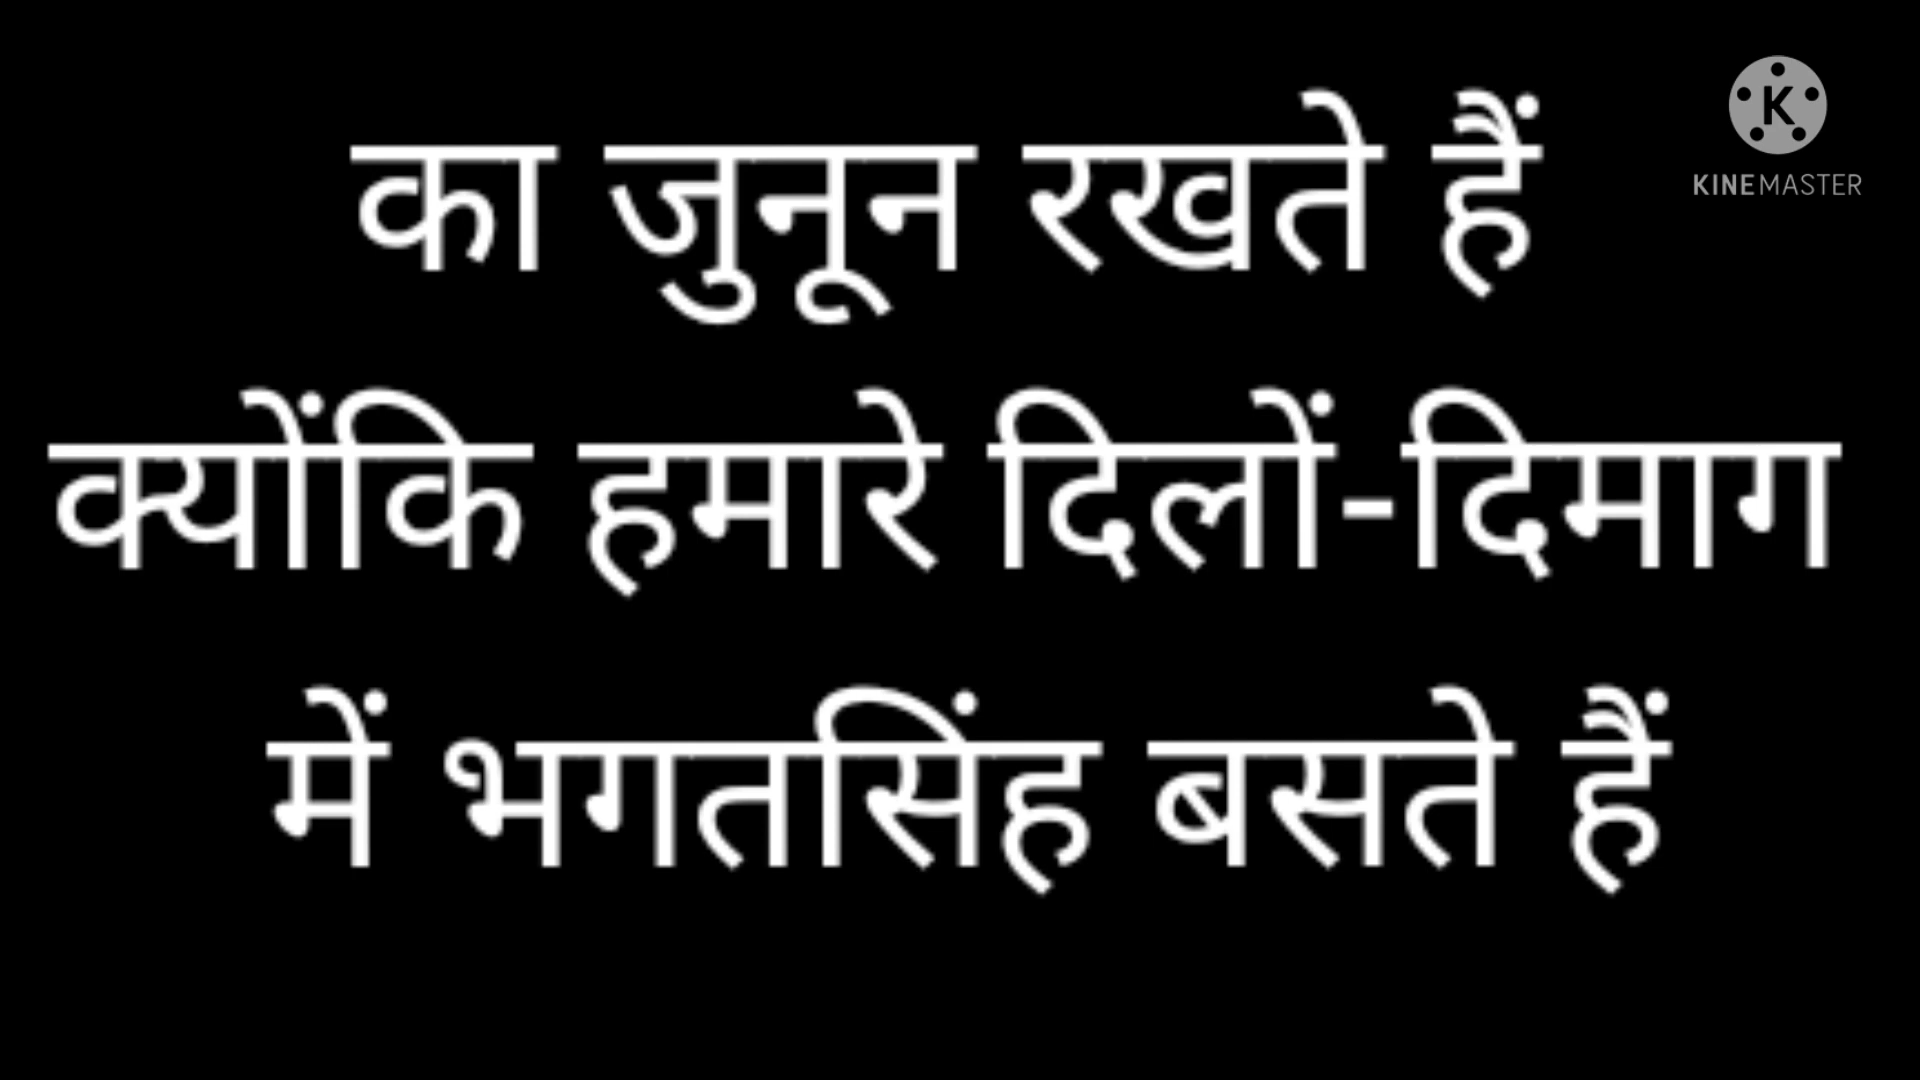 का जुनून रखते हैं
KINEMASTER
क्योंकि हमारे दिलों-दिमाग
में भगतसिंह बसते हैं